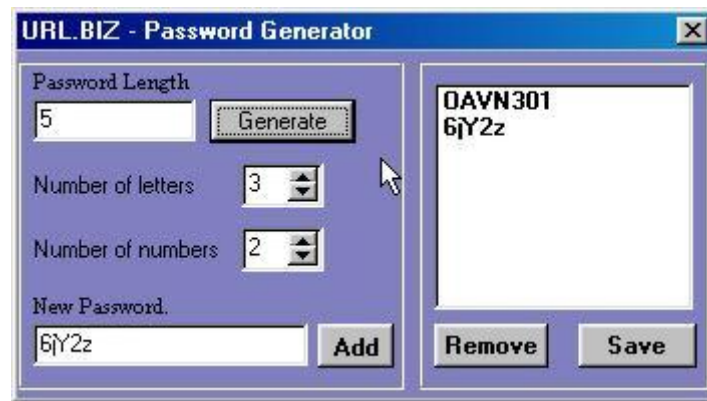 URL.BIZ - Password Generator
Password Length
5
Generate
Number of letters
3
Number of numbers
2
New Password.
6jY2z
Add
OAVN301
6jY2z
Remove
Save